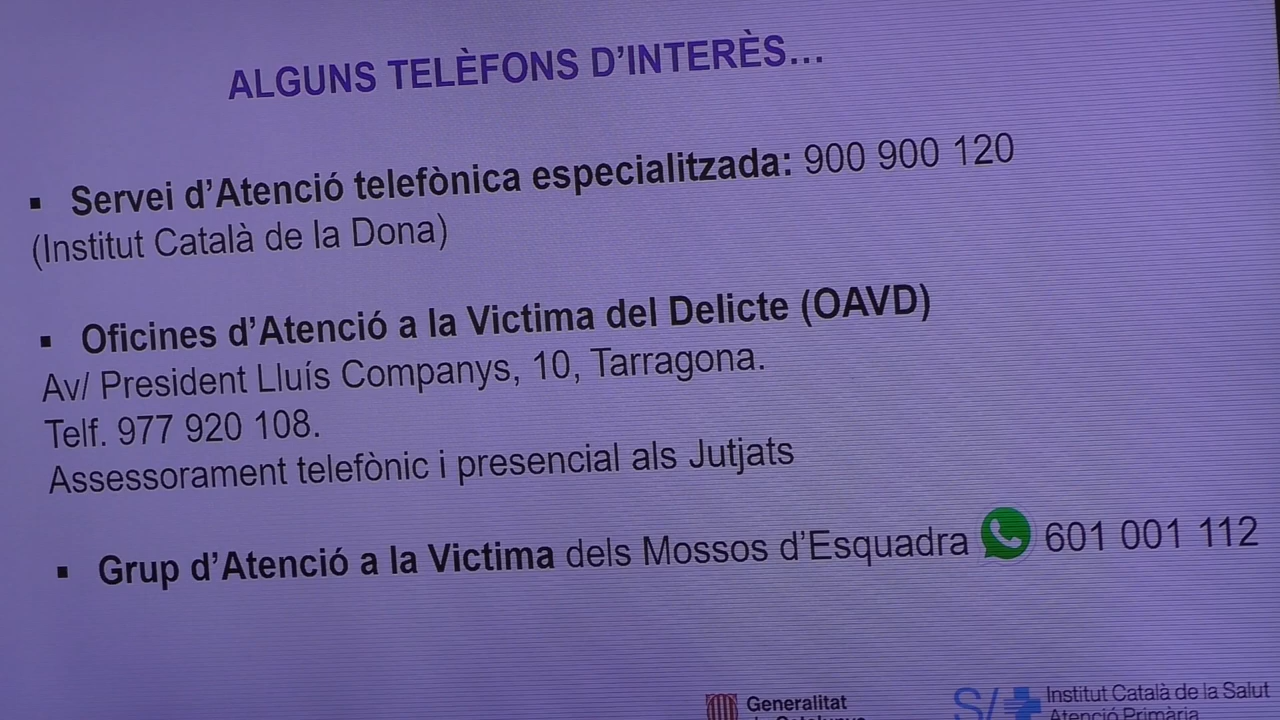 ALGUNS TELÈFONS D'INTERÈS...
▪ Servei d'Atenció telefònica especialitzada: 900 900 120
(Institut Català de la Dona)
▪ Oficines d'Atenció a la Victima del Delicte (OAVD)
Av/ President Lluís Companys, 10, Tarragona.
Telf. 977 920 108.
Assessorament telefònic i presencial als Jutjats
▪ Grup d'Atenció a la Victima dels Mossos d'Esquadra 601 001 112
Generalitat
Institut Català de la Salut
Atenció Primària